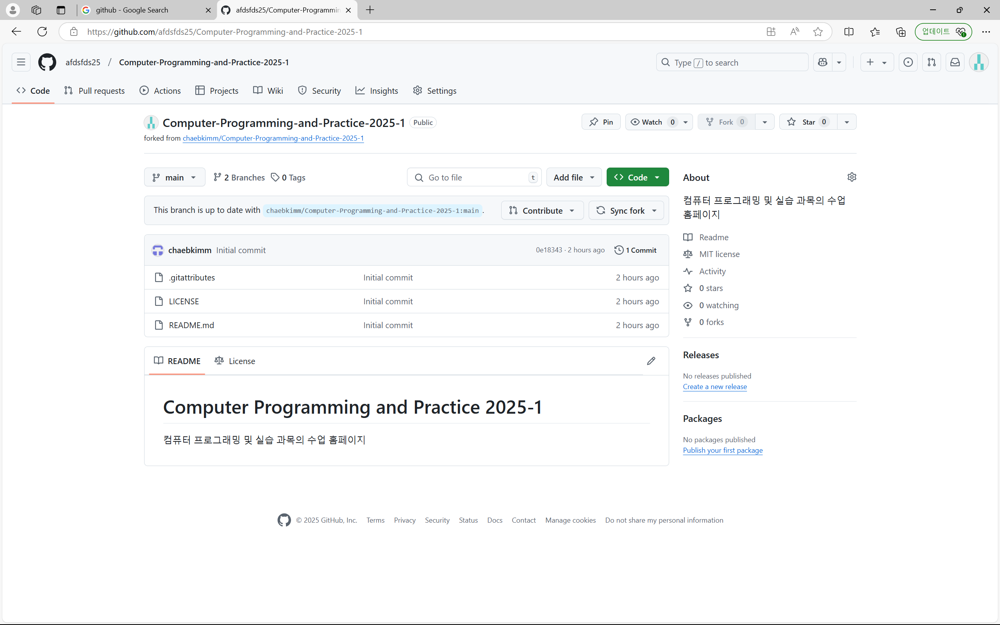 github - Google Search
afdsfds25/Computer-Programmin
https://github.com/afdsfds25/Computer-Programming-and-Practice-2025-1
업데이트
afdsfds25 / Computer-Programming-and-Practice-2025-1
Type / to search
Code Pull requests Actions Projects Wiki Security Insights Settings
Computer-Programming-and-Practice-2025-1 Public
Pin Watch 0 Fork 0 Star 0
forked from chaebkimm/Computer-Programming-and-Practice-2025-1
main 2 Branches 0 Tags
Go to file t Add file Code
This branch is up to date with chaebkimm/Computer-Programming-and-Practice-2025-1:main .
Contribute Sync fork
chaebkimm Initial commit 0e18343 · 2 hours ago 1 Commit
.gitattributes Initial commit 2 hours ago
LICENSE Initial commit 2 hours ago
README.md Initial commit 2 hours ago
README License
Computer Programming and Practice 2025-1
컴퓨터 프로그래밍 및 실습 과목의 수업 홈페이지
About
컴퓨터 프로그래밍 및 실습 과목의 수업
홈페이지
Readme
MIT license
Activity
0 stars
0 watching
0 forks
Releases
No releases published
Create a new release
Packages
No packages published
Publish your first package
© 2025 GitHub, Inc. Terms Privacy Security Status Docs Contact Manage cookies Do not share my personal information